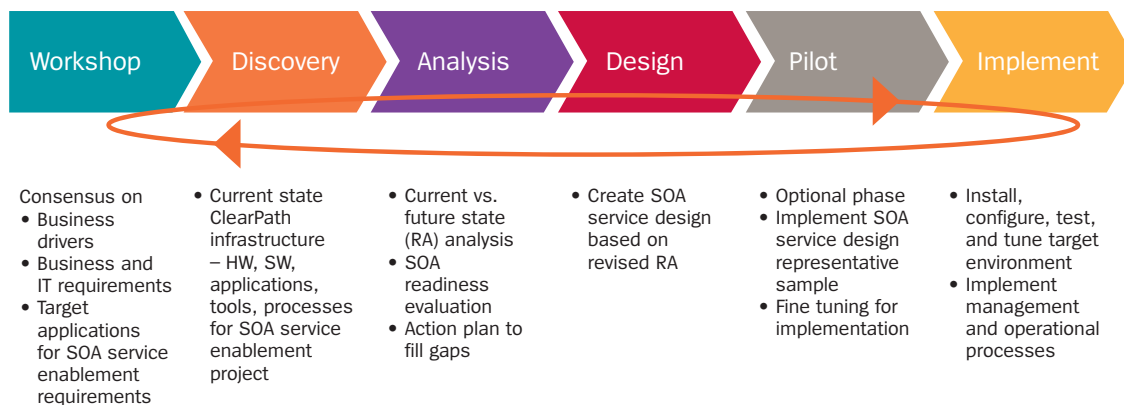 Workshop
Discovery
Analysis
Design
Pilot
Implement
Consensus on
• Business
drivers
• Business and
IT requirements
• Target
applications
for SOA service
enablement
requirements
• Current state
ClearPath
infrastructure
– HW, SW,
applications,
tools, processes
for SOA service
enablement
project
• Current vs.
future state
(RA) analysis
• SOA
readiness
evaluation
• Action plan to
fill gaps
• Create SOA
service design
based on
revised RA
• Optional phase
• Implement SOA
service design
representative
sample
• Fine tuning for
implementation
• Install,
configure, test,
and tune target
environment
• Implement
management
and operational
processes